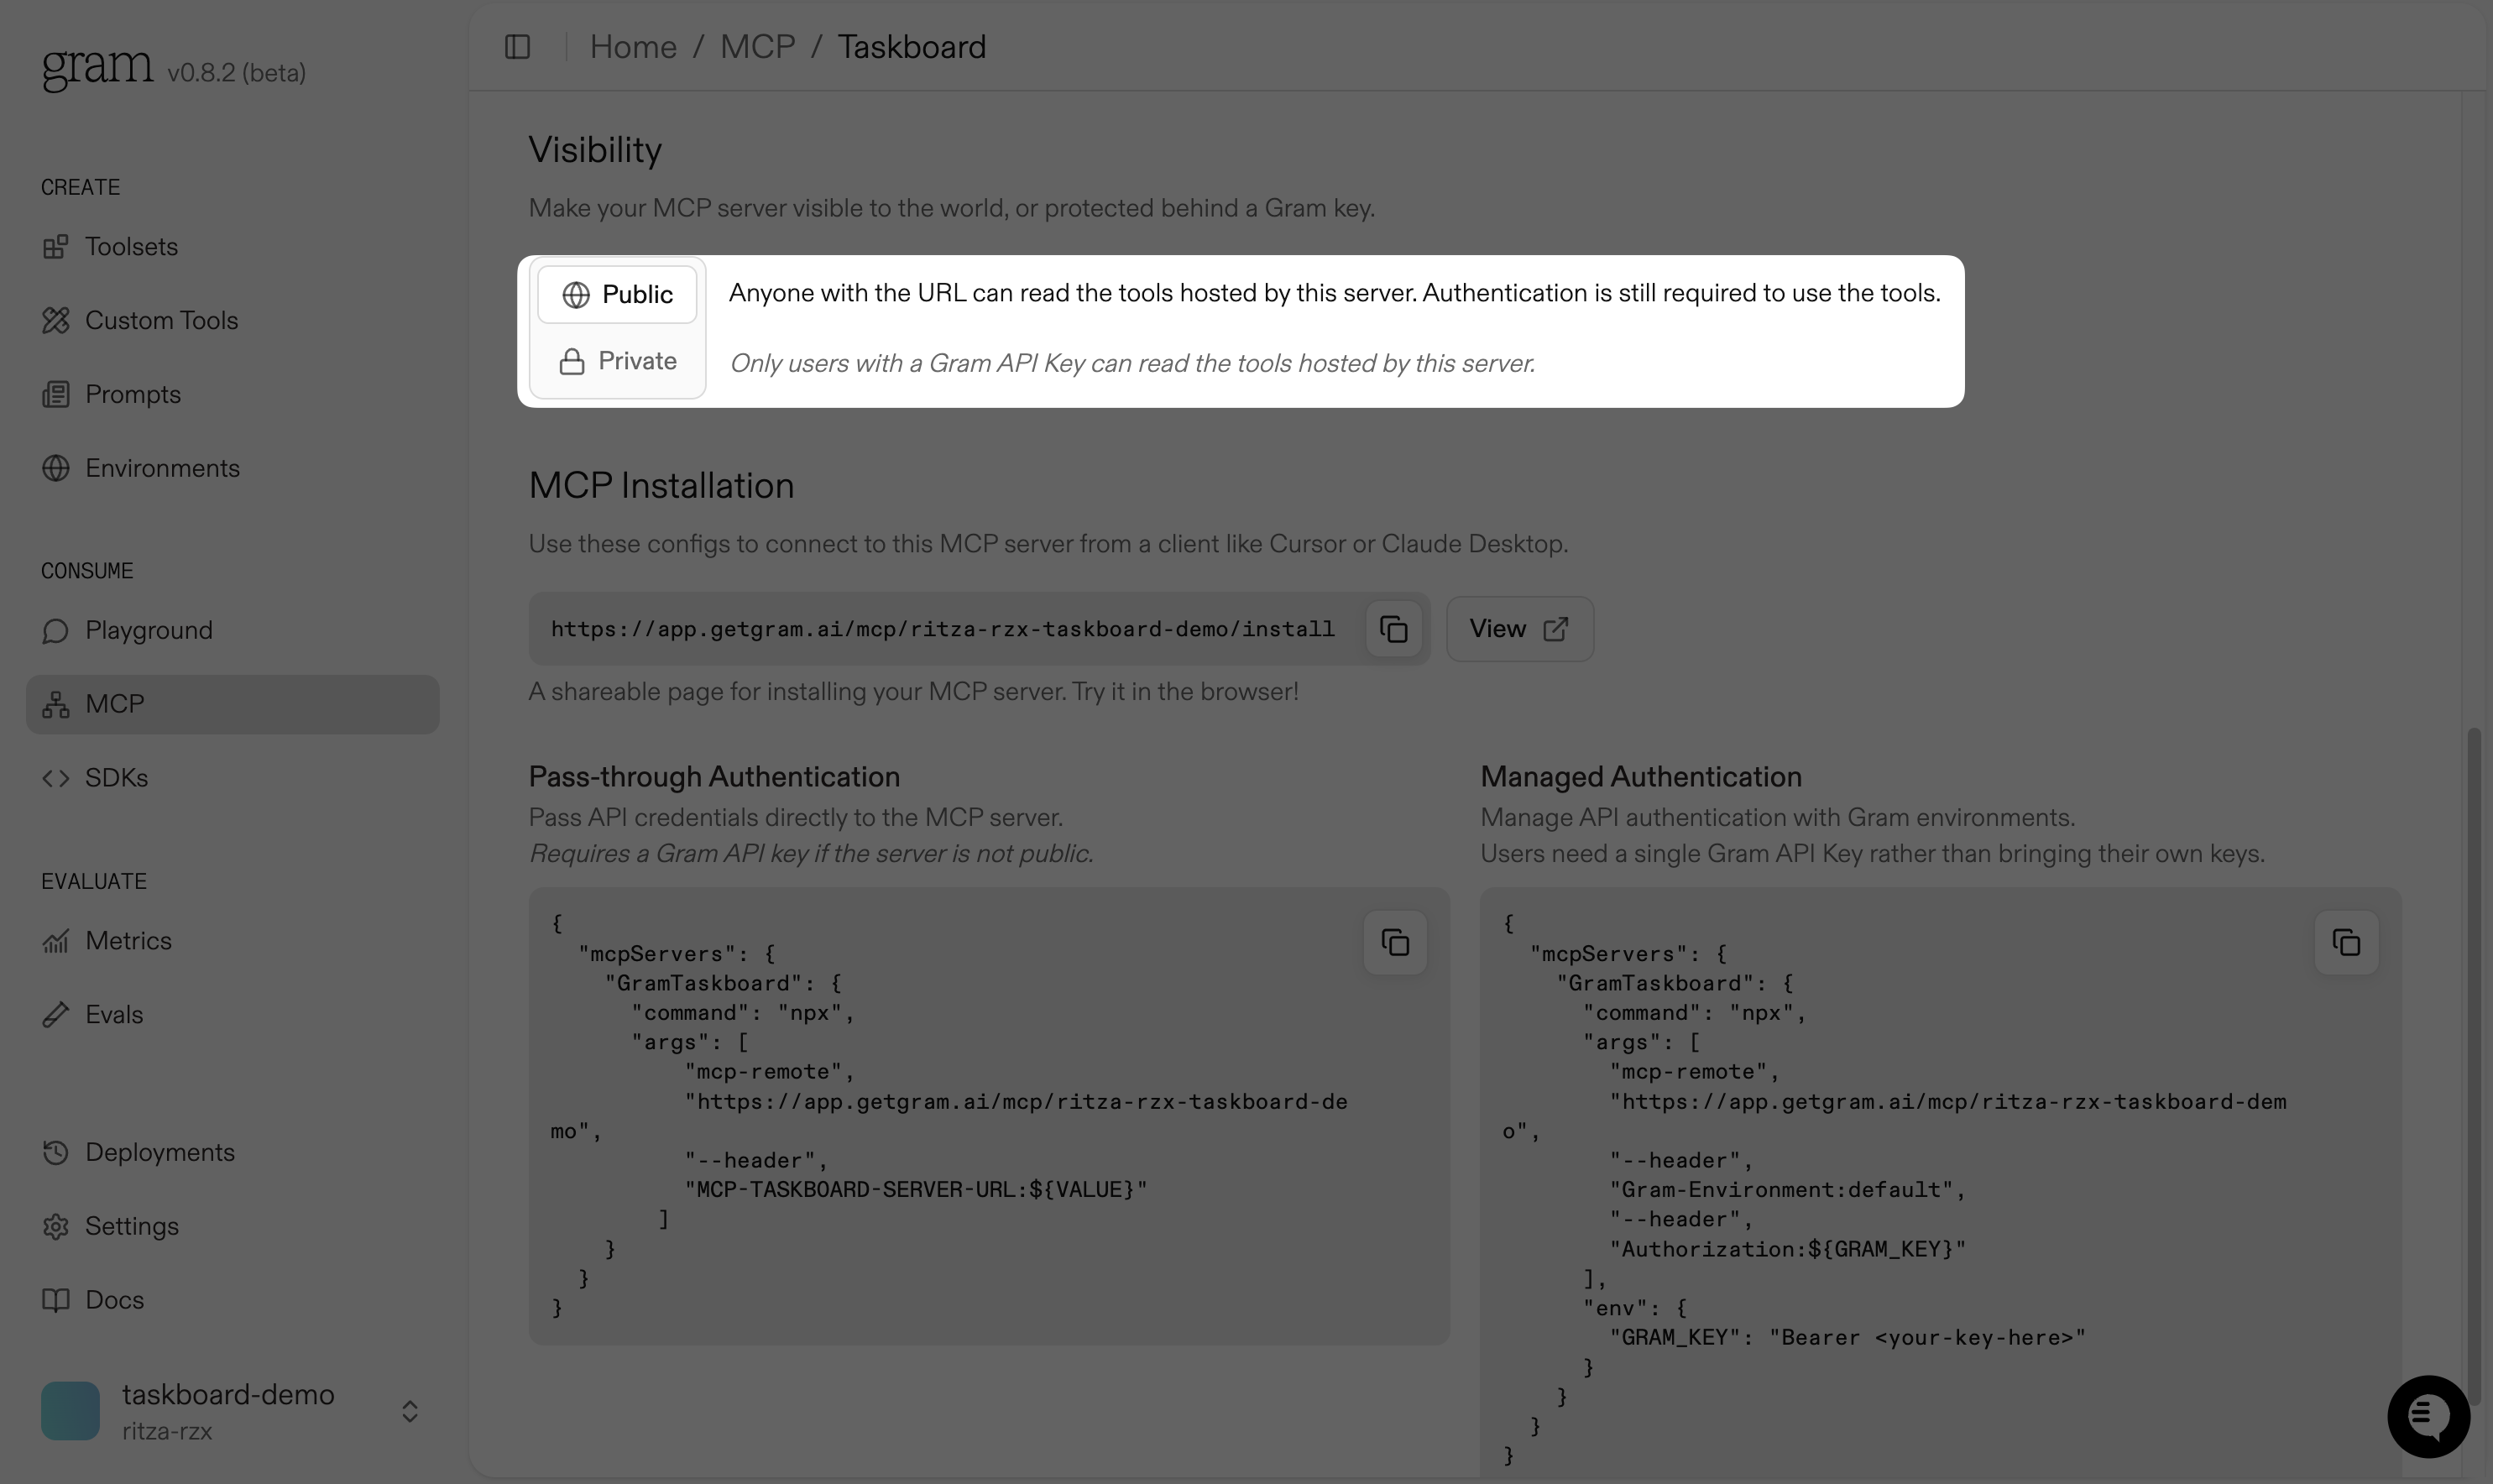 gram v0.8.2 (beta)
CREATE
Toolsets
Custom Tools
Prompts
Environments
CONSUME
Playground
MCP
SDKs
EVALUATE
Metrics
Evals
Deployments
Settings
Docs
taskboard-demo
ritza-rzx
Home / MCP / Taskboard
Visibility
Make your MCP server visible to the world, or protected behind a Gram key.
Public Anyone with the URL can read the tools hosted by this server. Authentication is still required to use the tools.
Private Only users with a Gram API Key can read the tools hosted by this server.
MCP Installation
Use these configs to connect to this MCP server from a client like Cursor or Claude Desktop.
https://app.getgram.ai/mcp/ritza-rzx-taskboard-demo/install View
A shareable page for installing your MCP server. Try it in the browser!
Pass-through Authentication
Pass API credentials directly to the MCP server.
Requires a Gram API key if the server is not public.
{
  "mcpServers": {
    "GramTaskboard": {
      "command": "npx",
      "args": [
          "mcp-remote",
          "https://app.getgram.ai/mcp/ritza-rzx-taskboard-de
mo",
          "--header",
          "MCP-TASKBOARD-SERVER-URL:${VALUE}"
        ]
    }
  }
}
Managed Authentication
Manage API authentication with Gram environments.
Users need a single Gram API Key rather than bringing their own keys.
{
  "mcpServers": {
    "GramTaskboard": {
      "command": "npx",
      "args": [
        "mcp-remote",
        "https://app.getgram.ai/mcp/ritza-rzx-taskboard-dem
o",
        "--header",
        "Gram-Environment:default",
        "--header",
        "Authorization:${GRAM_KEY}"
      ],
      "env": {
        "GRAM_KEY": "Bearer <your-key-here>"
      }
    }
  }
}